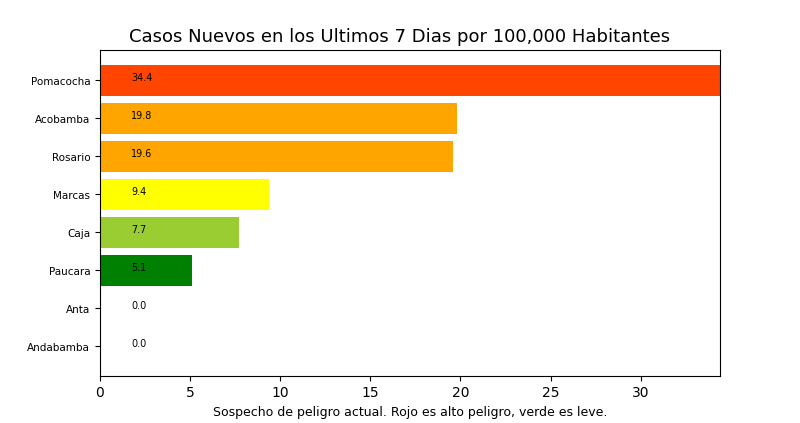 Casos Nuevos en los Ultimos 7 Dias por 100,000 Habitantes
Pomacocha 34.4
Acobamba 19.8
Rosario 19.6
Marcas 9.4
Caja 7.7
Paucara 5.1
Anta 0.0
Andabamba 0.0
0 5 10 15 20 25 30
Sospecho de peligro actual. Rojo es alto peligro, verde es leve.